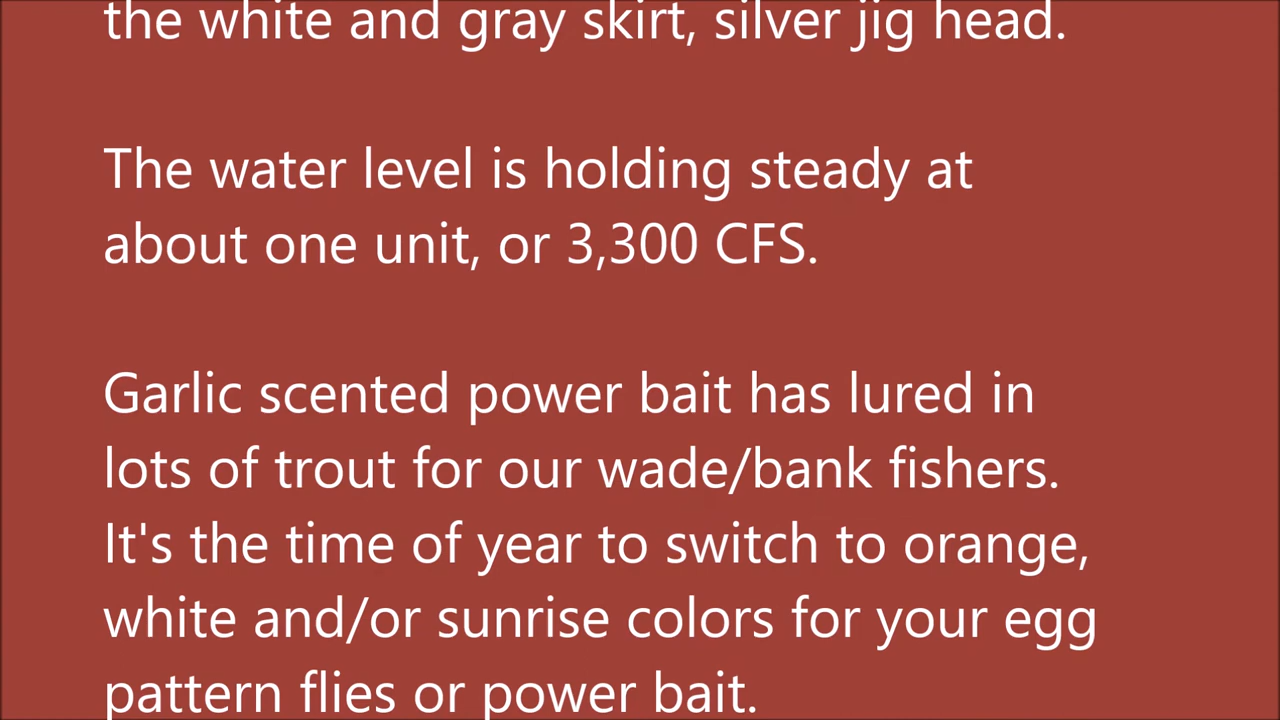 the white and gray skirt, silver jig head.
The water level is holding steady at
about one unit, or 3,300 CFS.
Garlic scented power bait has lured in
lots of trout for our wade/bank fishers.
It's the time of year to switch to orange,
white and/or sunrise colors for your egg
pattern flies or power bait.